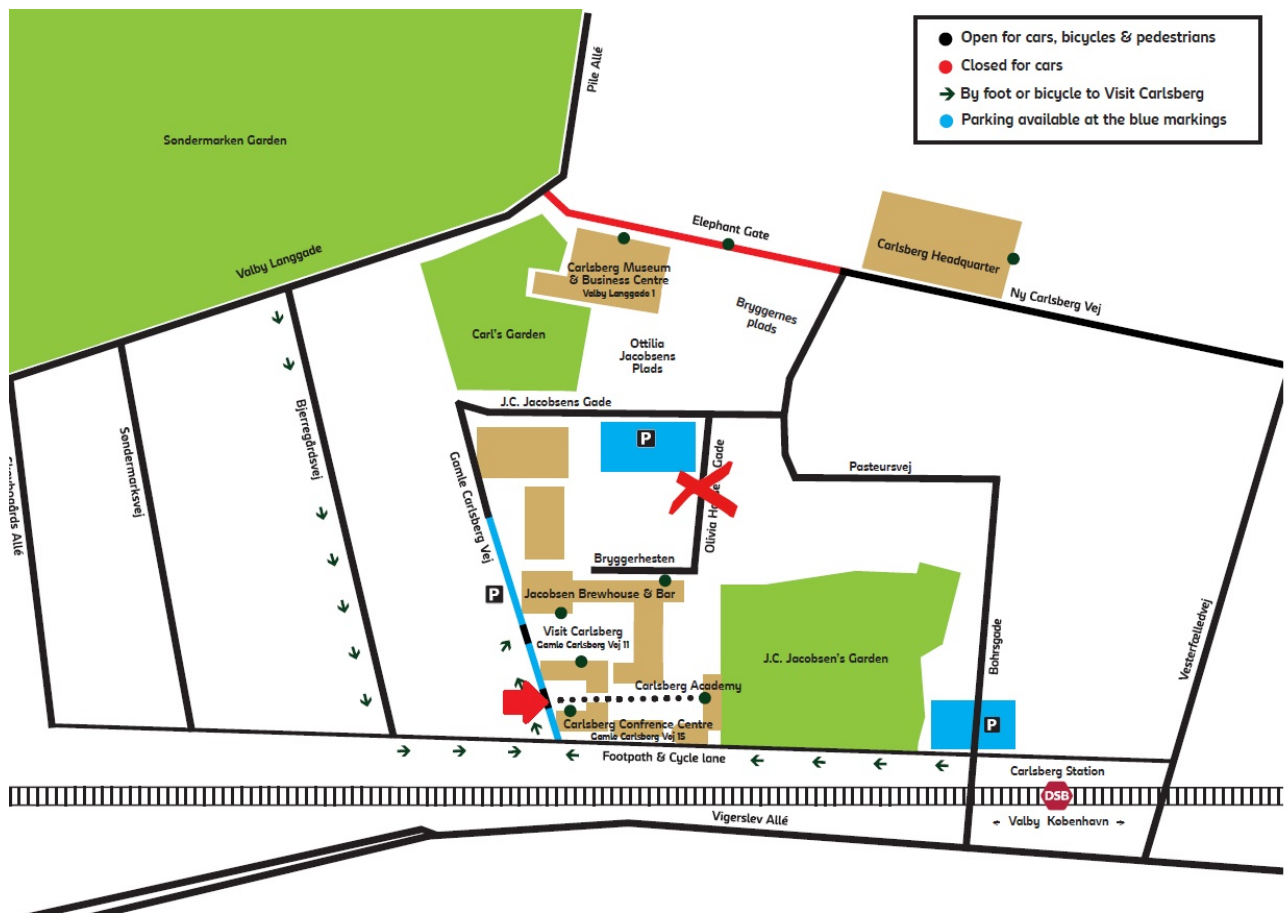 Open for cars, bicycles & pedestrians
Closed for cars
By foot or bicycle to Visit Carlsberg
Parking available at the blue markings
Pile Allé
Søndermarken Garden
Elephant Gate
Carlsberg Headquarter
Valby Langgade
Carlsberg Museum
& Business Centre
Valby Langgade 1
Ny Carlsberg Vej
Bryggernes
plads
Carl's Garden
Ottilia
Jacobsens
Plads
J.C. Jacobsens Gade
P
Bjerregårdsvej
Søndermarksvej
Allé
Gamle Carlsberg Vej
Olivia
Gade
Pasteursvej
Bryggerhesten
P
Jacobsen Brewhouse & Bar
Visit Carlsberg
Gamle Carlsberg Vej 11
J.C. Jacobsen's Garden
Bohrsgade
Vesterfælledvej
Carlsberg Academy
Carlsberg Confrence Centre
Gamle Carlsberg Vej 15
P
Footpath & Cycle lane
Carlsberg Station
DSB
Vigerslev Allé
Valby København